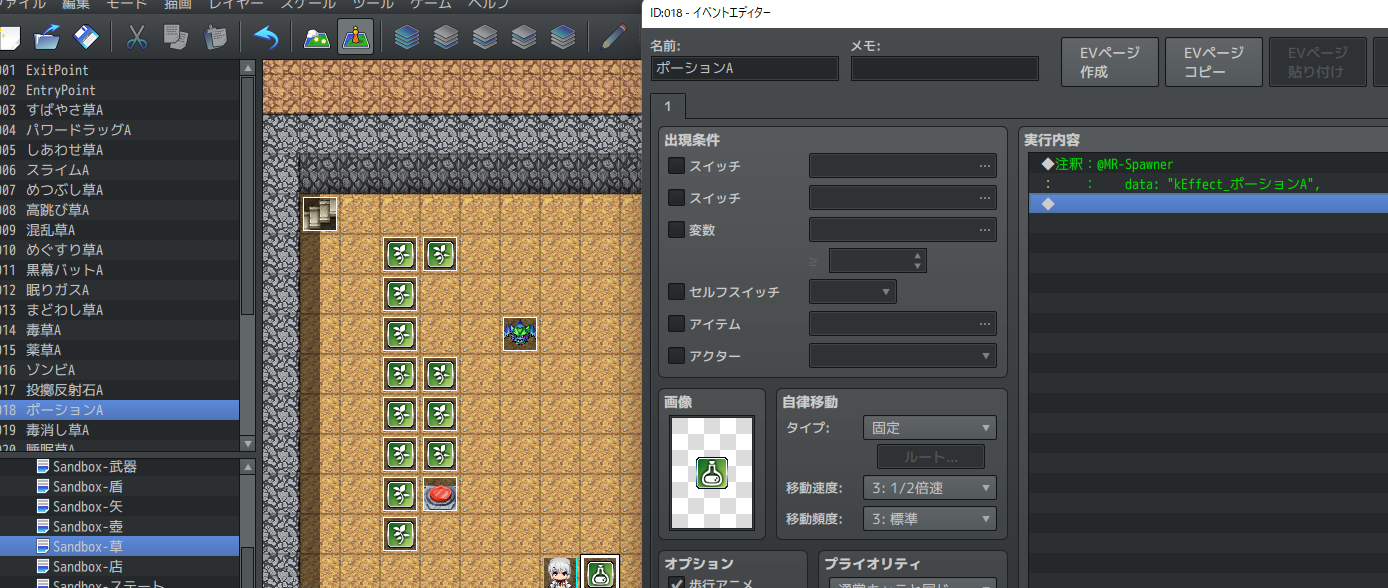 ファイル 編集 モード 描画 レイヤー スケール ツール ゲーム ヘルプ
001 ExitPoint
002 EntryPoint
003 すばやさ草A
004 パワードラッグA
005 しあわせ草A
006 スライムA
007 めつぶし草A
008 高跳び草A
009 混乱草A
010 めぐすり草A
011 黒幕バットA
012 眠りガスA
013 まどわし草A
014 毒草A
015 薬草A
016 ゾンビA
017 投擲反射石A
018 ポーションA
019 毒消し草A
020 睡眠草A
Sandbox-武器
Sandbox-盾
Sandbox-矢
Sandbox-壺
Sandbox-草
Sandbox-店
Sandbox-ステート
ID:018 - イベントエディター
名前:
ポーションA
メモ:
EVページ
作成
EVページ
コピー
EVページ
貼り付け
1
出現条件
スイッチ ...
スイッチ ...
変数 ...
≥
セルフスイッチ
アイテム ...
アクター
画像
自律移動
タイプ: 固定
ルート...
移動速度: 3: 1/2倍速
移動頻度: 3: 標準
オプション
歩行アニメ
プライオリティ
通常キャラと同じ
実行内容
◆注釈：@MR-Spawner
：　：　data: "kEffect_ポーションA",
◆